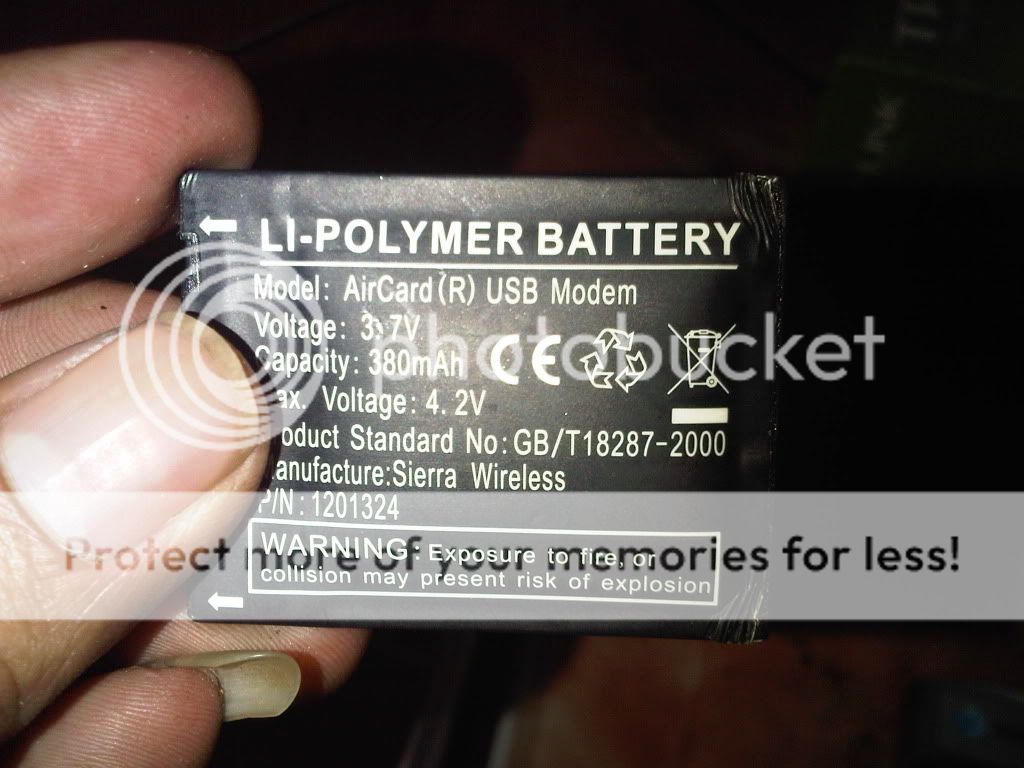 LI-POLYMER BATTERY
Model: AirCard(R) USB Modem
Voltage: 3.7V
Capacity: 380mAh
ax. Voltage: 4.2V
oduct Standard No:GB/T18287-2000
anufacture:Sierra Wireless
P/N:1201324
WARNING: Exposure to fire, or
collision may present risk of explosion
photobucket
Protect more of your memories for less!
LINK